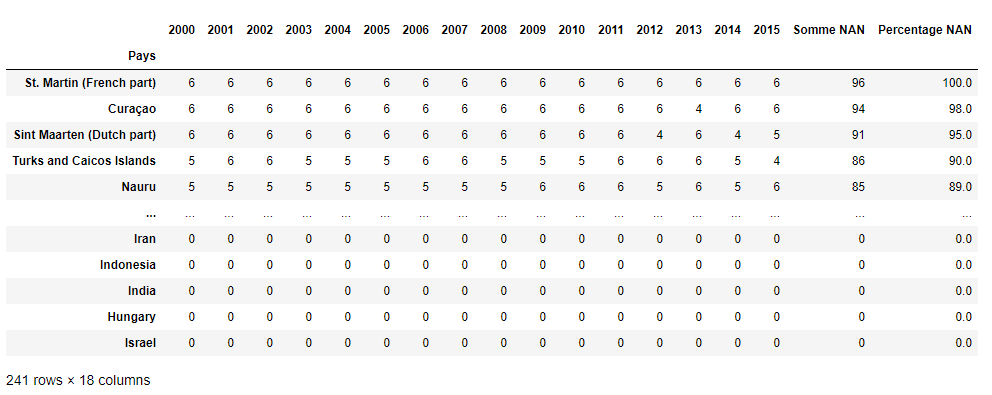 2000 2001 2002 2003 2004 2005 2006 2007 2008 2009 2010 2011 2012 2013 2014 2015 Somme NAN Percentage NAN
Pays
St. Martin (French part) 6 6 6 6 6 6 6 6 6 6 6 6 6 6 6 6 96 100.0
Curaçao 6 6 6 6 6 6 6 6 6 6 6 6 6 4 6 6 94 98.0
Sint Maarten (Dutch part) 6 6 6 6 6 6 6 6 6 6 6 6 4 6 4 5 91 95.0
Turks and Caicos Islands 5 6 6 5 5 5 6 6 5 5 5 6 6 6 5 4 86 90.0
Nauru 5 5 5 5 5 5 5 5 5 6 6 6 5 6 5 6 85 89.0
... ... ... ... ... ... ... ... ... ... ... ... ... ... ... ... ... ... ...
Iran 0 0 0 0 0 0 0 0 0 0 0 0 0 0 0 0 0 0.0
Indonesia 0 0 0 0 0 0 0 0 0 0 0 0 0 0 0 0 0 0.0
India 0 0 0 0 0 0 0 0 0 0 0 0 0 0 0 0 0 0.0
Hungary 0 0 0 0 0 0 0 0 0 0 0 0 0 0 0 0 0 0.0
Israel 0 0 0 0 0 0 0 0 0 0 0 0 0 0 0 0 0 0.0
241 rows × 18 columns